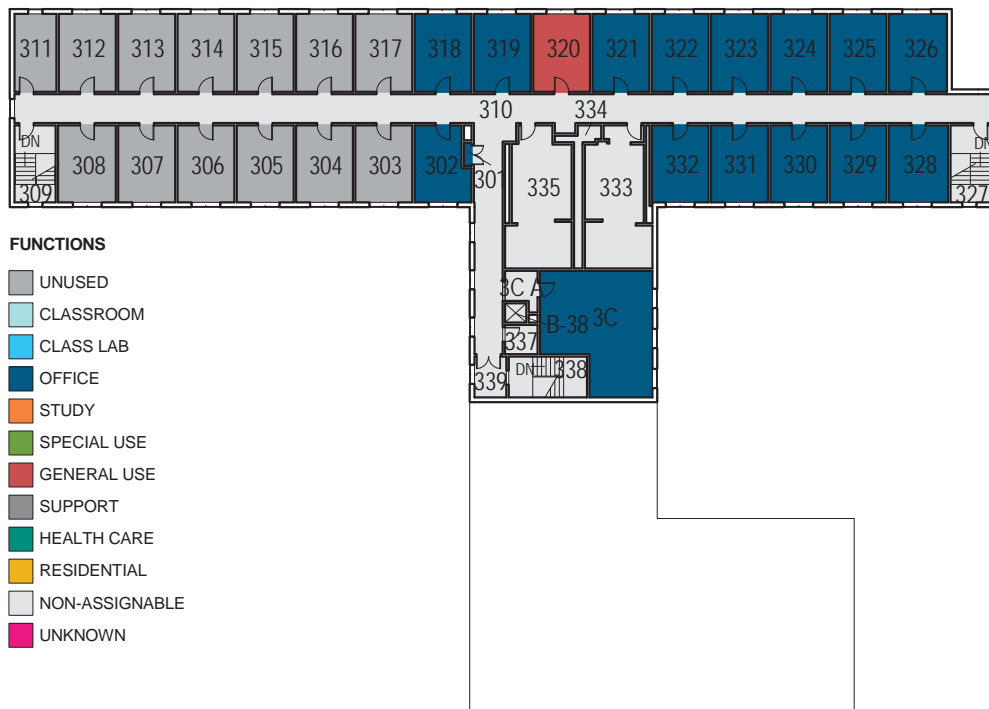 311 312 313 314 315 316 317 318 319 320 321 322 323 324 325 326
310 334
DN DN
308 307 306 305 304 303 302 301 335 333 332 331 330 329 328
309 327
FUNCTIONS
UNUSED
CLASSROOM
CLASS LAB
OFFICE
STUDY
SPECIAL USE
GENERAL USE
SUPPORT
HEALTH CARE
RESIDENTIAL
NON-ASSIGNABLE
UNKNOWN
3C A
B-38 3C
337
DN 338
339